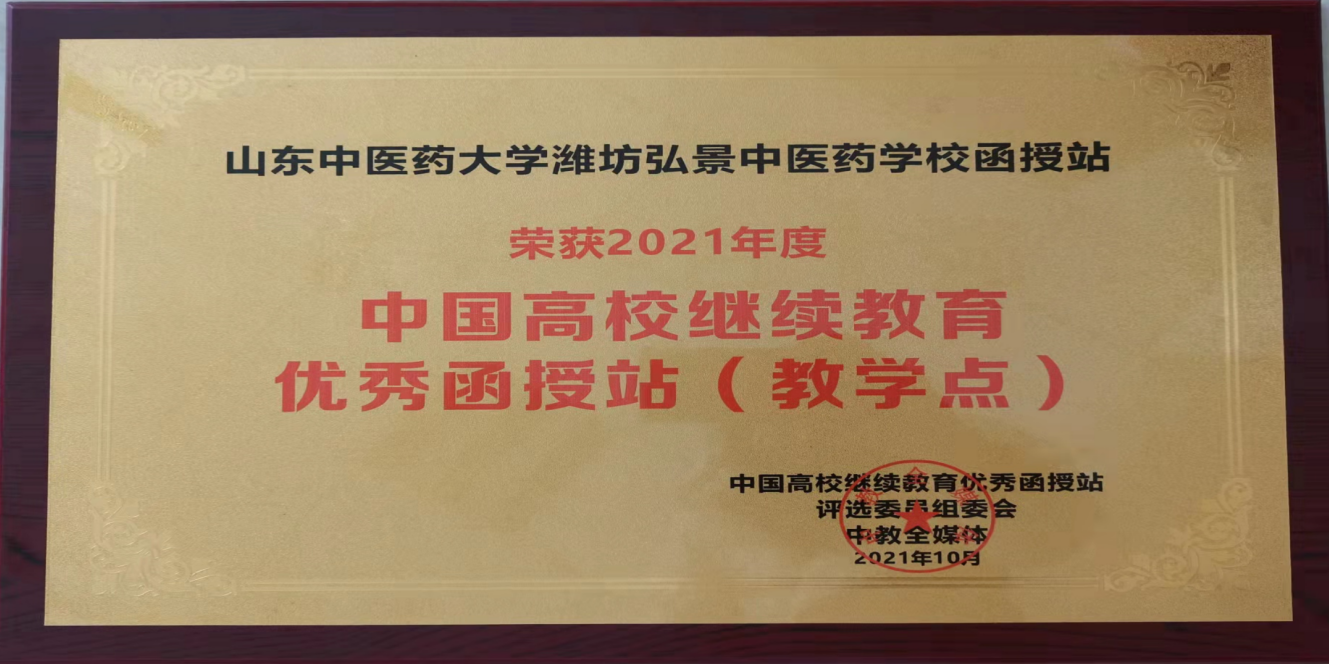 山东中医药大学潍坊弘景中医药学校函授站
荣获2021年度
中国高校继续教育
优秀函授站（教学点）
中国高校继续教育优秀函授站
评选委员组委会
中教全媒体
2021年10月